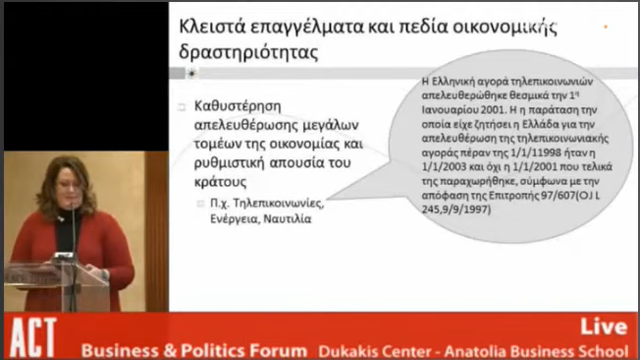 Κλειστά επαγγέλματα και πεδία οικονομικής
δραστηριότητας
Καθυστέρηση
απελευθέρωσης μεγάλων
τομέων της οικονομίας και
ρυθμιστική απουσία του
κράτους
Π.χ. Τηλεπικοινωνίες,
Ενέργεια, Ναυτιλία
Η Ελληνική αγορά τηλεπικοινωνιών
απελευθερώθηκε θεσμικά την 1η
Ιανουαρίου 2001. Η η παράταση την
οποία είχε ζητήσει η Ελλάδα για την
απελευθέρωση της τηλεπικοινωνιακής
αγοράς πέραν της 1/1/11998 ήταν η
1/1/2003 και όχι η 1/1/2001 που τελικά
της παραχωρήθηκε, σύμφωνα με την
απόφαση της Επιτροπής 97/607(OJ L
245,9/9/1997)
Live
ACT
Business & Politics Forum Dukakis Center - Anatolia Business School